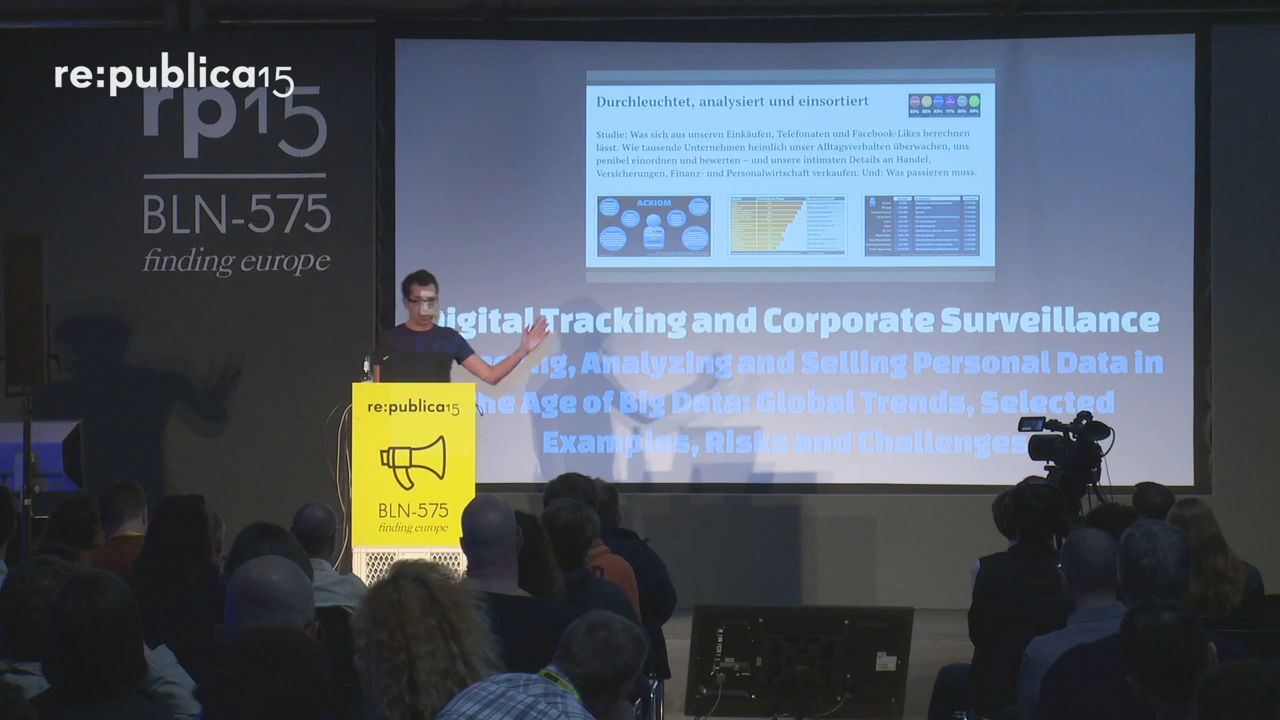 re:publica15
rp15
BLN-575
finding europe
Durchleuchtet, analysiert und einsortiert
Studie: Was sich aus unseren Einkäufen, Telefonaten und Facebook-Likes berechnen
lässt. Wie tausende Unternehmen heimlich unser Alltagsverhalten überwachen, uns
penibel einordnen und bewerten – und unsere intimsten Details an Handel,
Versicherungen, Finanz- und Personalwirtschaft verkaufen. Und: Was passieren muss.
ACXIOM
Digital Tracking and Corporate Surveillance
Analyzing and Selling Personal Data in
the Age of Big Data: Global Trends, Selected
Examples, Risks and Challenges
re:publica15
BLN-575
finding europe